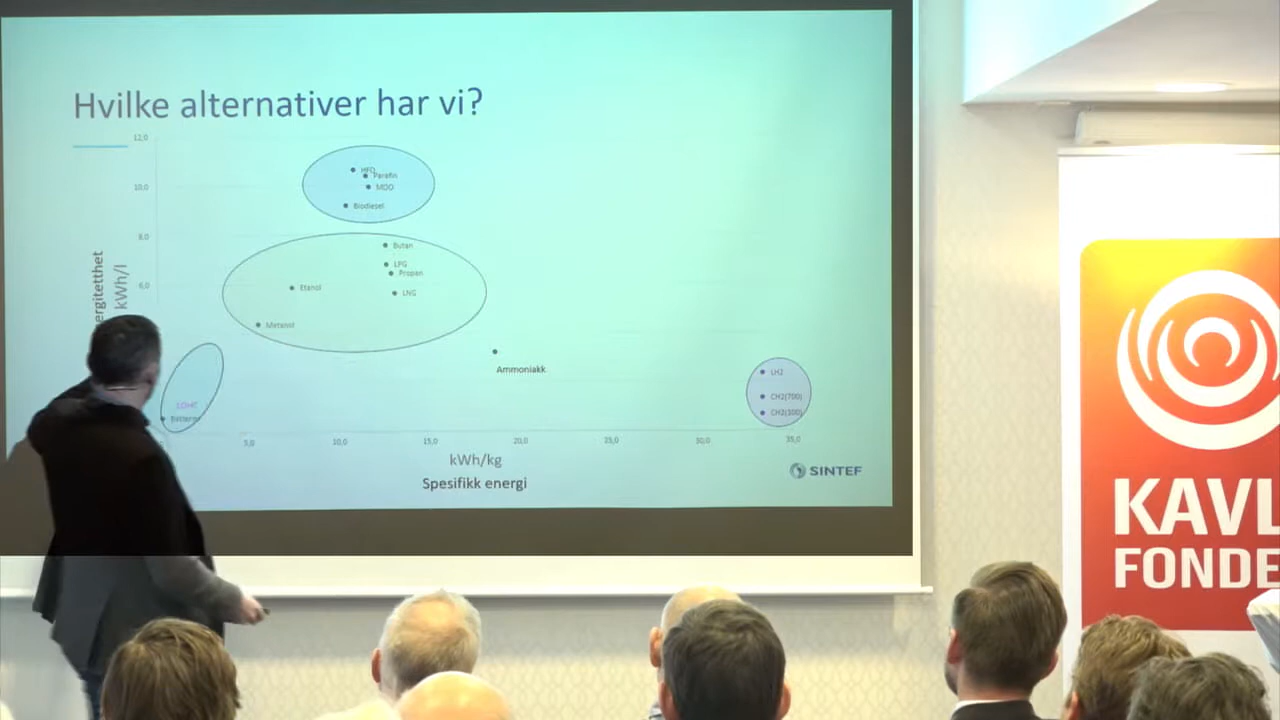 Hvilke alternativer har vi?
12,0
10,0
8,0
6,0
ergitetthet
kWh/l
HFO
Parafin
MDO
Biodiesel
Butan
LPG
Propan
LNG
Etanol
Metanol
Ammoniakk
LOHC
Batterier
LH2
CH2(700)
CH2(300)
5,0
10,0
15,0
20,0
25,0
30,0
35,0
kWh/kg
Spesifikk energi
SINTEF
KAVL
FONDE